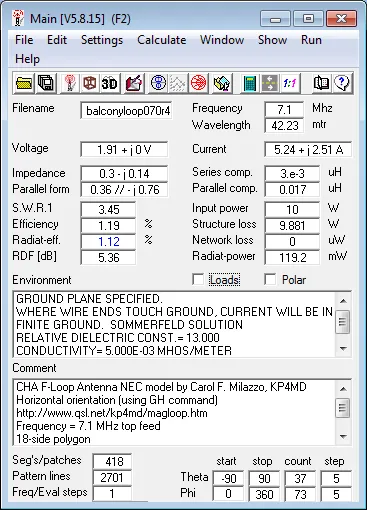 Main [V5.8.15] (F2)
File Edit Settings Calculate Window Show Run
Help
3D 1:1 ?
Filename balconyloop070r4 Frequency 7.1 Mhz
Wavelength 42.23 mtr
Voltage 1.91 + j 0 V Current 5.24 + j 2.51 A
Impedance 0.3 - j 0.14 Series comp. 3.e-3 uH
Parallel form 0.36 // - j 0.76 Parallel comp. 0.017 uH
S.W.R.1 3.45 Input power 10 W
Efficiency 1.19 % Structure loss 9.881 W
Radiat-eff. 1.12 % Network loss 0 uW
RDF [dB] 5.36 Radiat-power 119.2 mW
Environment Loads Polar
GROUND PLANE SPECIFIED.
WHERE WIRE ENDS TOUCH GROUND, CURRENT WILL BE IN
FINITE GROUND. SOMMERFELD SOLUTION
RELATIVE DIELECTRIC CONST.= 13.000
CONDUCTIVITY= 5.000E-03 MHOS/METER
Comment
CHA F-Loop Antenna NEC model by Carol F. Milazzo, KP4MD
Horizontal orientation (using GH command)
http://www.qsl.net/kp4md/magloop.htm
Frequency = 7.1 MHz top feed
18-side polygon
Seg's/patches 418 start stop count step
Pattern lines 2701 Theta -90 90 37 5
Freq/Eval steps 1 Phi 0 360 73 5